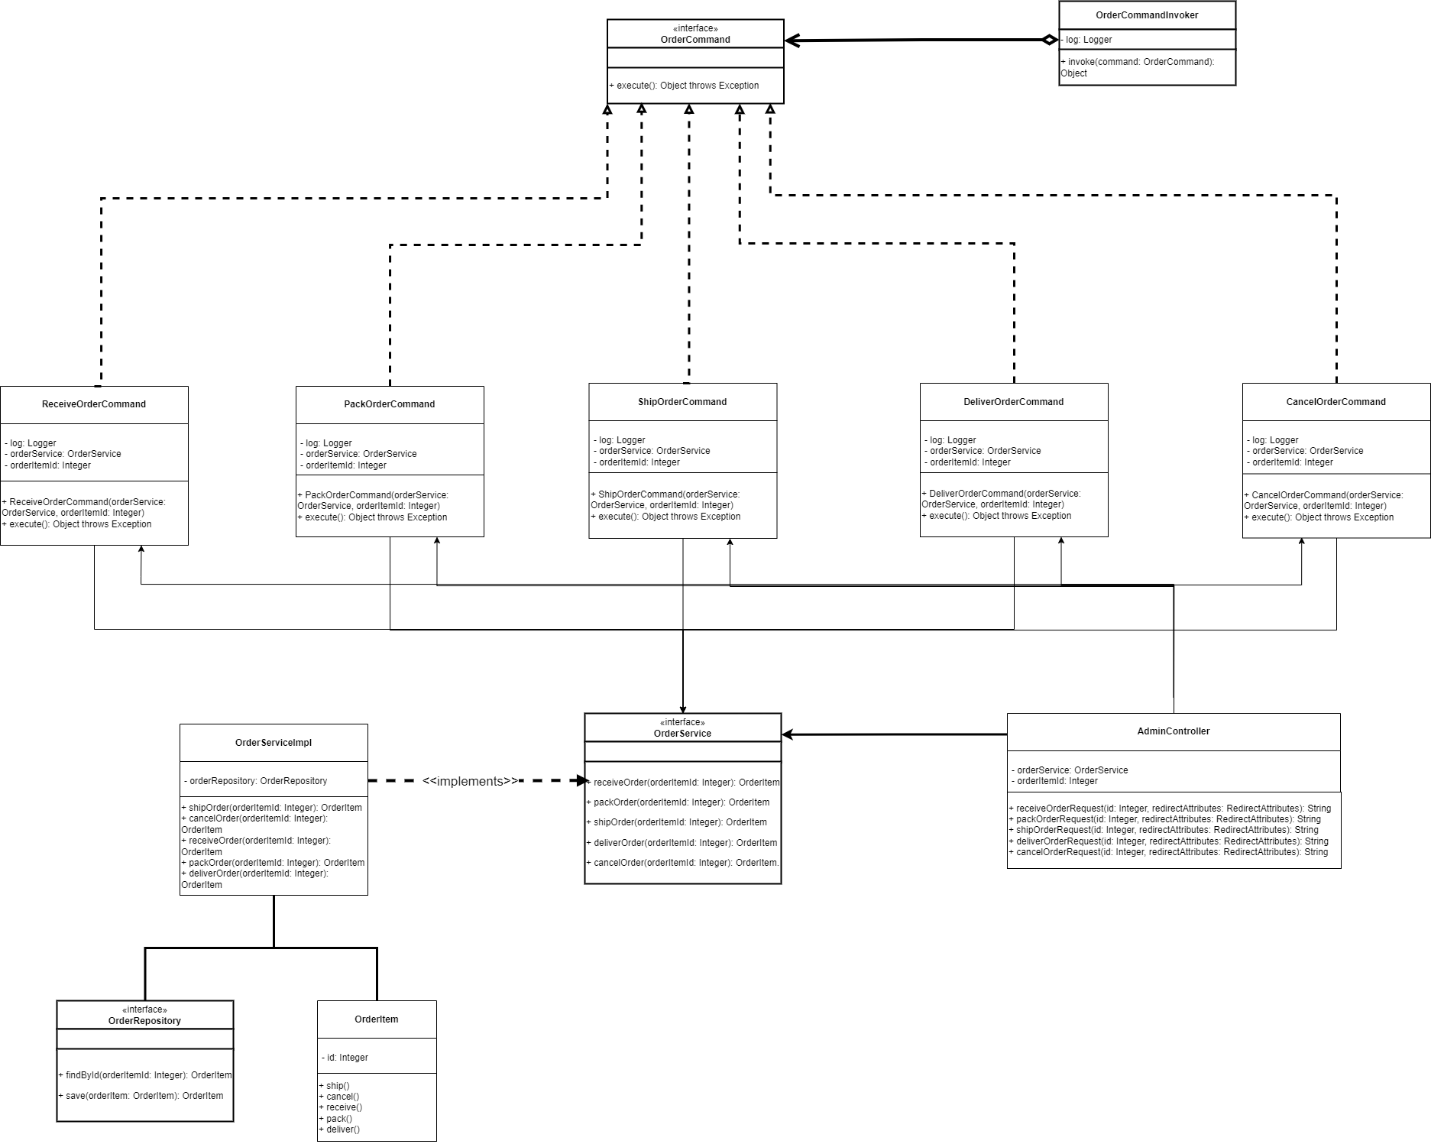 «interface»
OrderCommand
+ execute(): Object throws Exception
OrderCommandInvoker
- log: Logger
+ invoke(command: OrderCommand):
Object
ReceiveOrderCommand
- log: Logger
- orderService: OrderService
- orderItemId: Integer
+ ReceiveOrderCommand(orderService:
OrderService, orderItemId: Integer)
+ execute(): Object throws Exception
PackOrderCommand
- log: Logger
- orderService: OrderService
- orderItemId: Integer
+ PackOrderCommand(orderService:
OrderService, orderItemId: Integer)
+ execute(): Object throws Exception
ShipOrderCommand
- log: Logger
- orderService: OrderService
- orderItemId: Integer
+ ShipOrderCommand(orderService:
OrderService, orderItemId: Integer)
+ execute(): Object throws Exception
DeliverOrderCommand
- log: Logger
- orderService: OrderService
- orderItemId: Integer
+ DeliverOrderCommand(orderService:
OrderService, orderItemId: Integer)
+ execute(): Object throws Exception
CancelOrderCommand
- log: Logger
- orderService: OrderService
- orderItemId: Integer
+ CancelOrderCommand(orderService:
OrderService, orderItemId: Integer)
+ execute(): Object throws Exception
OrderServiceImpl
- orderRepository: OrderRepository
+ shipOrder(orderItemId: Integer): OrderItem
+ cancelOrder(orderItemId: Integer):
OrderItem
+ receiveOrder(orderItemId: Integer):
OrderItem
+ packOrder(orderItemId: Integer): OrderItem
+ deliverOrder(orderItemId: Integer):
OrderItem
<<implements>>
«interface»
OrderService
+ receiveOrder(orderItemId: Integer): OrderItem
+ packOrder(orderItemId: Integer): OrderItem
+ shipOrder(orderItemId: Integer): OrderItem
+ deliverOrder(orderItemId: Integer): OrderItem
+ cancelOrder(orderItemId: Integer): OrderItem.
AdminController
- orderService: OrderService
- orderItemId: Integer
+ receiveOrderRequest(id: Integer, redirectAttributes: RedirectAttributes): String
+ packOrderRequest(id: Integer, redirectAttributes: RedirectAttributes): String
+ shipOrderRequest(id: Integer, redirectAttributes: RedirectAttributes): String
+ deliverOrderRequest(id: Integer, redirectAttributes: RedirectAttributes): String
+ cancelOrderRequest(id: Integer, redirectAttributes: RedirectAttributes): String
«interface»
OrderRepository
+ findById(orderItemId: Integer): OrderItem
+ save(orderItem: OrderItem): OrderItem
OrderItem
- id: Integer
+ ship()
+ cancel()
+ receive()
+ pack()
+ deliver()